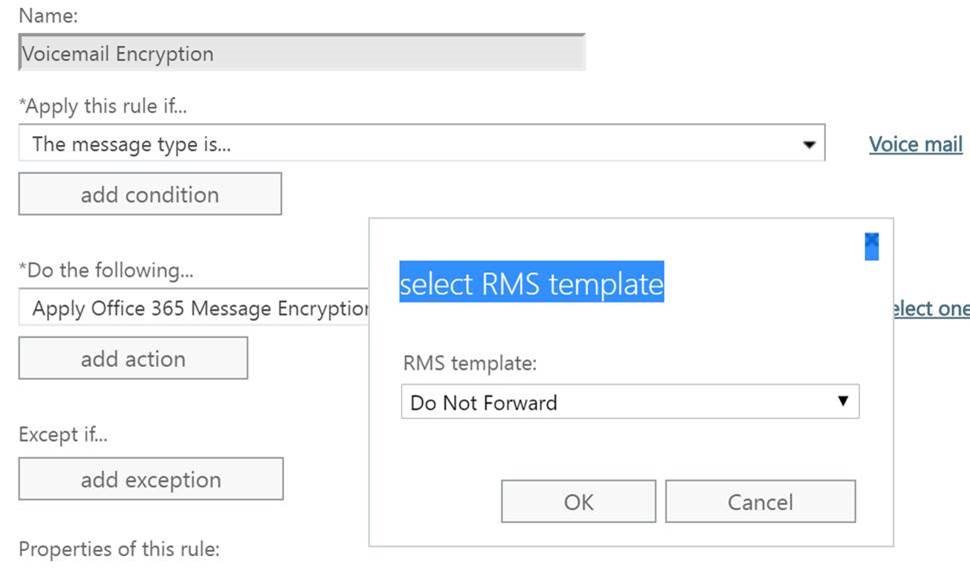 Name:
Voicemail Encryption
*Apply this rule if...
The message type is...
Voice mail
add condition
select RMS template
*Do the following...
Apply Office 365 Message Encryption
elect one
add action
RMS template:
Do Not Forward
Except if...
add exception
OK
Cancel
Properties of this rule: